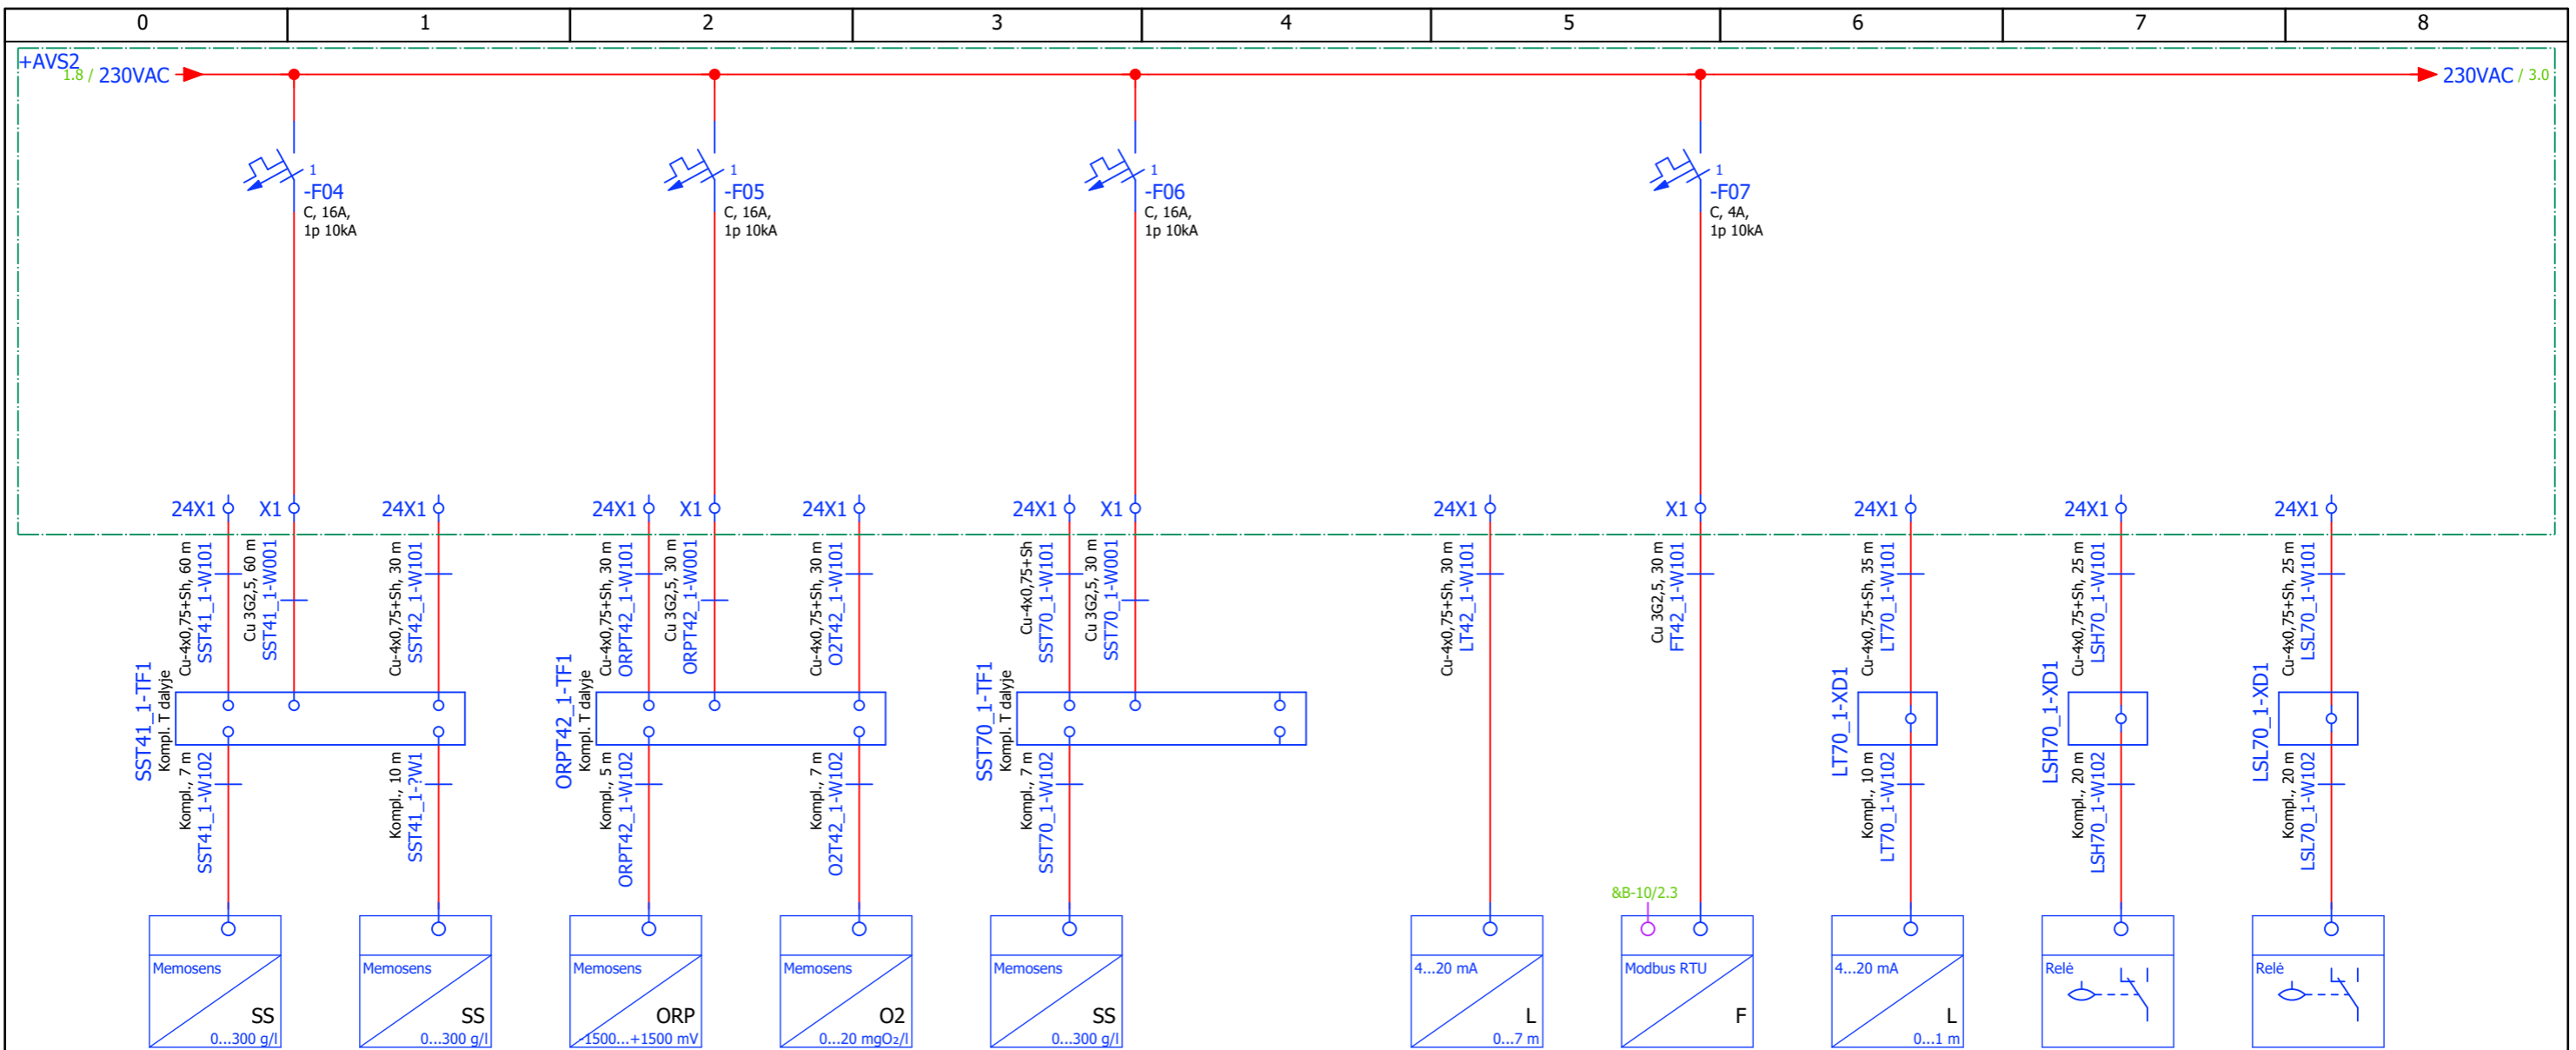 0 1 2 3 4 5 6 7 8
+AVS2
1.8 / 230VAC
230VAC / 3.0
1
-F04
C, 16A,
1p 10kA
1
-F05
C, 16A,
1p 10kA
1
-F06
C, 16A,
1p 10kA
1
-F07
C, 4A,
1p 10kA
24X1 X1 24X1 24X1 X1 24X1 24X1 X1 24X1 X1 24X1 24X1 24X1
Cu-4x0,75+Sh, 60 m
SST41_1-W101
Cu 3G2,5, 60 m
SST41_1-W001
Cu-4x0,75+Sh, 30 m
SST42_1-W101
Cu-4x0,75+Sh, 30 m
ORPT42_1-W101
Cu 3G2,5, 30 m
ORPT42_1-W001
Cu-4x0,75+Sh, 30 m
O2T42_1-W101
Cu-4x0,75+Sh
SST70_1-W101
Cu 3G2,5, 30 m
SST70_1-W001
Cu-4x0,75+Sh, 30 m
LT42_1-W101
Cu 3G2,5, 30 m
FT42_1-W101
Cu-4x0,75+Sh, 35 m
LT70_1-W101
Cu-4x0,75+Sh, 25 m
LSH70_1-W101
Cu-4x0,75+Sh, 25 m
LSL70_1-W101
SST41_1-TF1
Kompl. T dalyje
ORPT42_1-TF1
Kompl. T dalyje
SST70_1-TF1
Kompl. T dalyje
LT70_1-XD1
LSH70_1-XD1
LSL70_1-XD1
Kompl., 7 m
SST41_1-W102
Kompl., 10 m
SST41_1-?W1
Kompl., 5 m
ORPT42_1-W102
Kompl., 7 m
O2T42_1-W102
Kompl., 7 m
SST70_1-W102
Kompl., 10 m
LT70_1-W102
Kompl., 20 m
LSH70_1-W102
Kompl., 20 m
LSL70_1-W102
&B-10/2.3
Memosens
SS
0...300 g/l
Memosens
SS
0...300 g/l
Memosens
ORP
-1500...+1500 mV
Memosens
O2
0...20 mgO₂/l
Memosens
SS
0...300 g/l
4...20 mA
L
0...7 m
Modbus RTU
F
4...20 mA
L
0...1 m
Relė
Relė